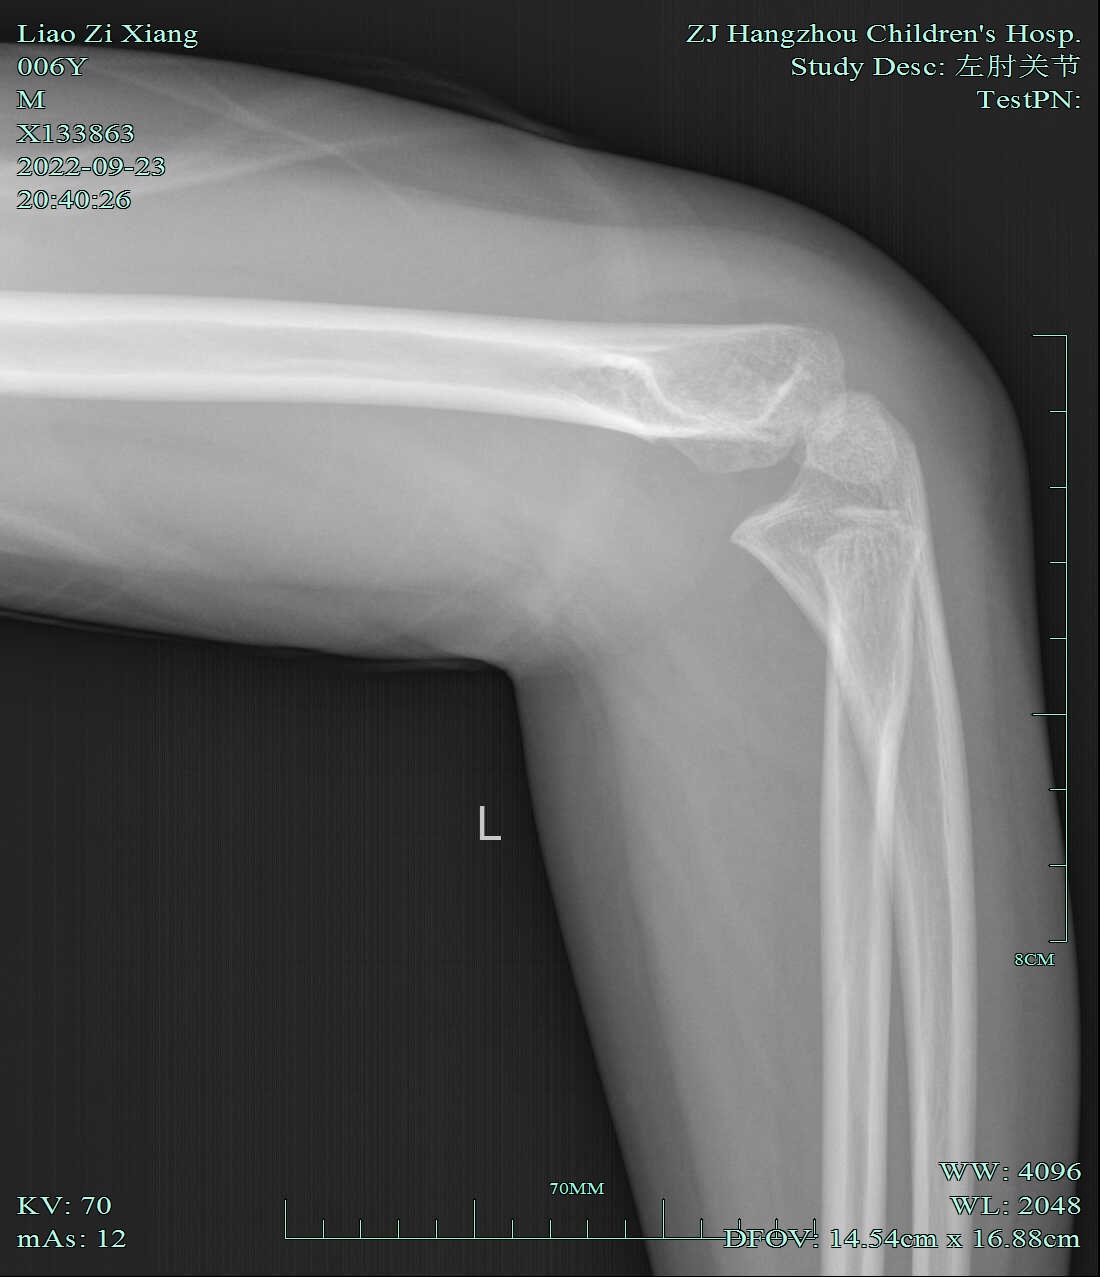 Liao Zi Xiang
006Y
M
X133863
2022-09-23
20:40:26
ZJ Hangzhou Children's Hosp.
Study Desc: 左肘关节
TestPN:
L
8CM
70MM
KV: 70
mAs: 12
WW: 4096
WL: 2048
DFOV: 14.54cm x 16.88cm